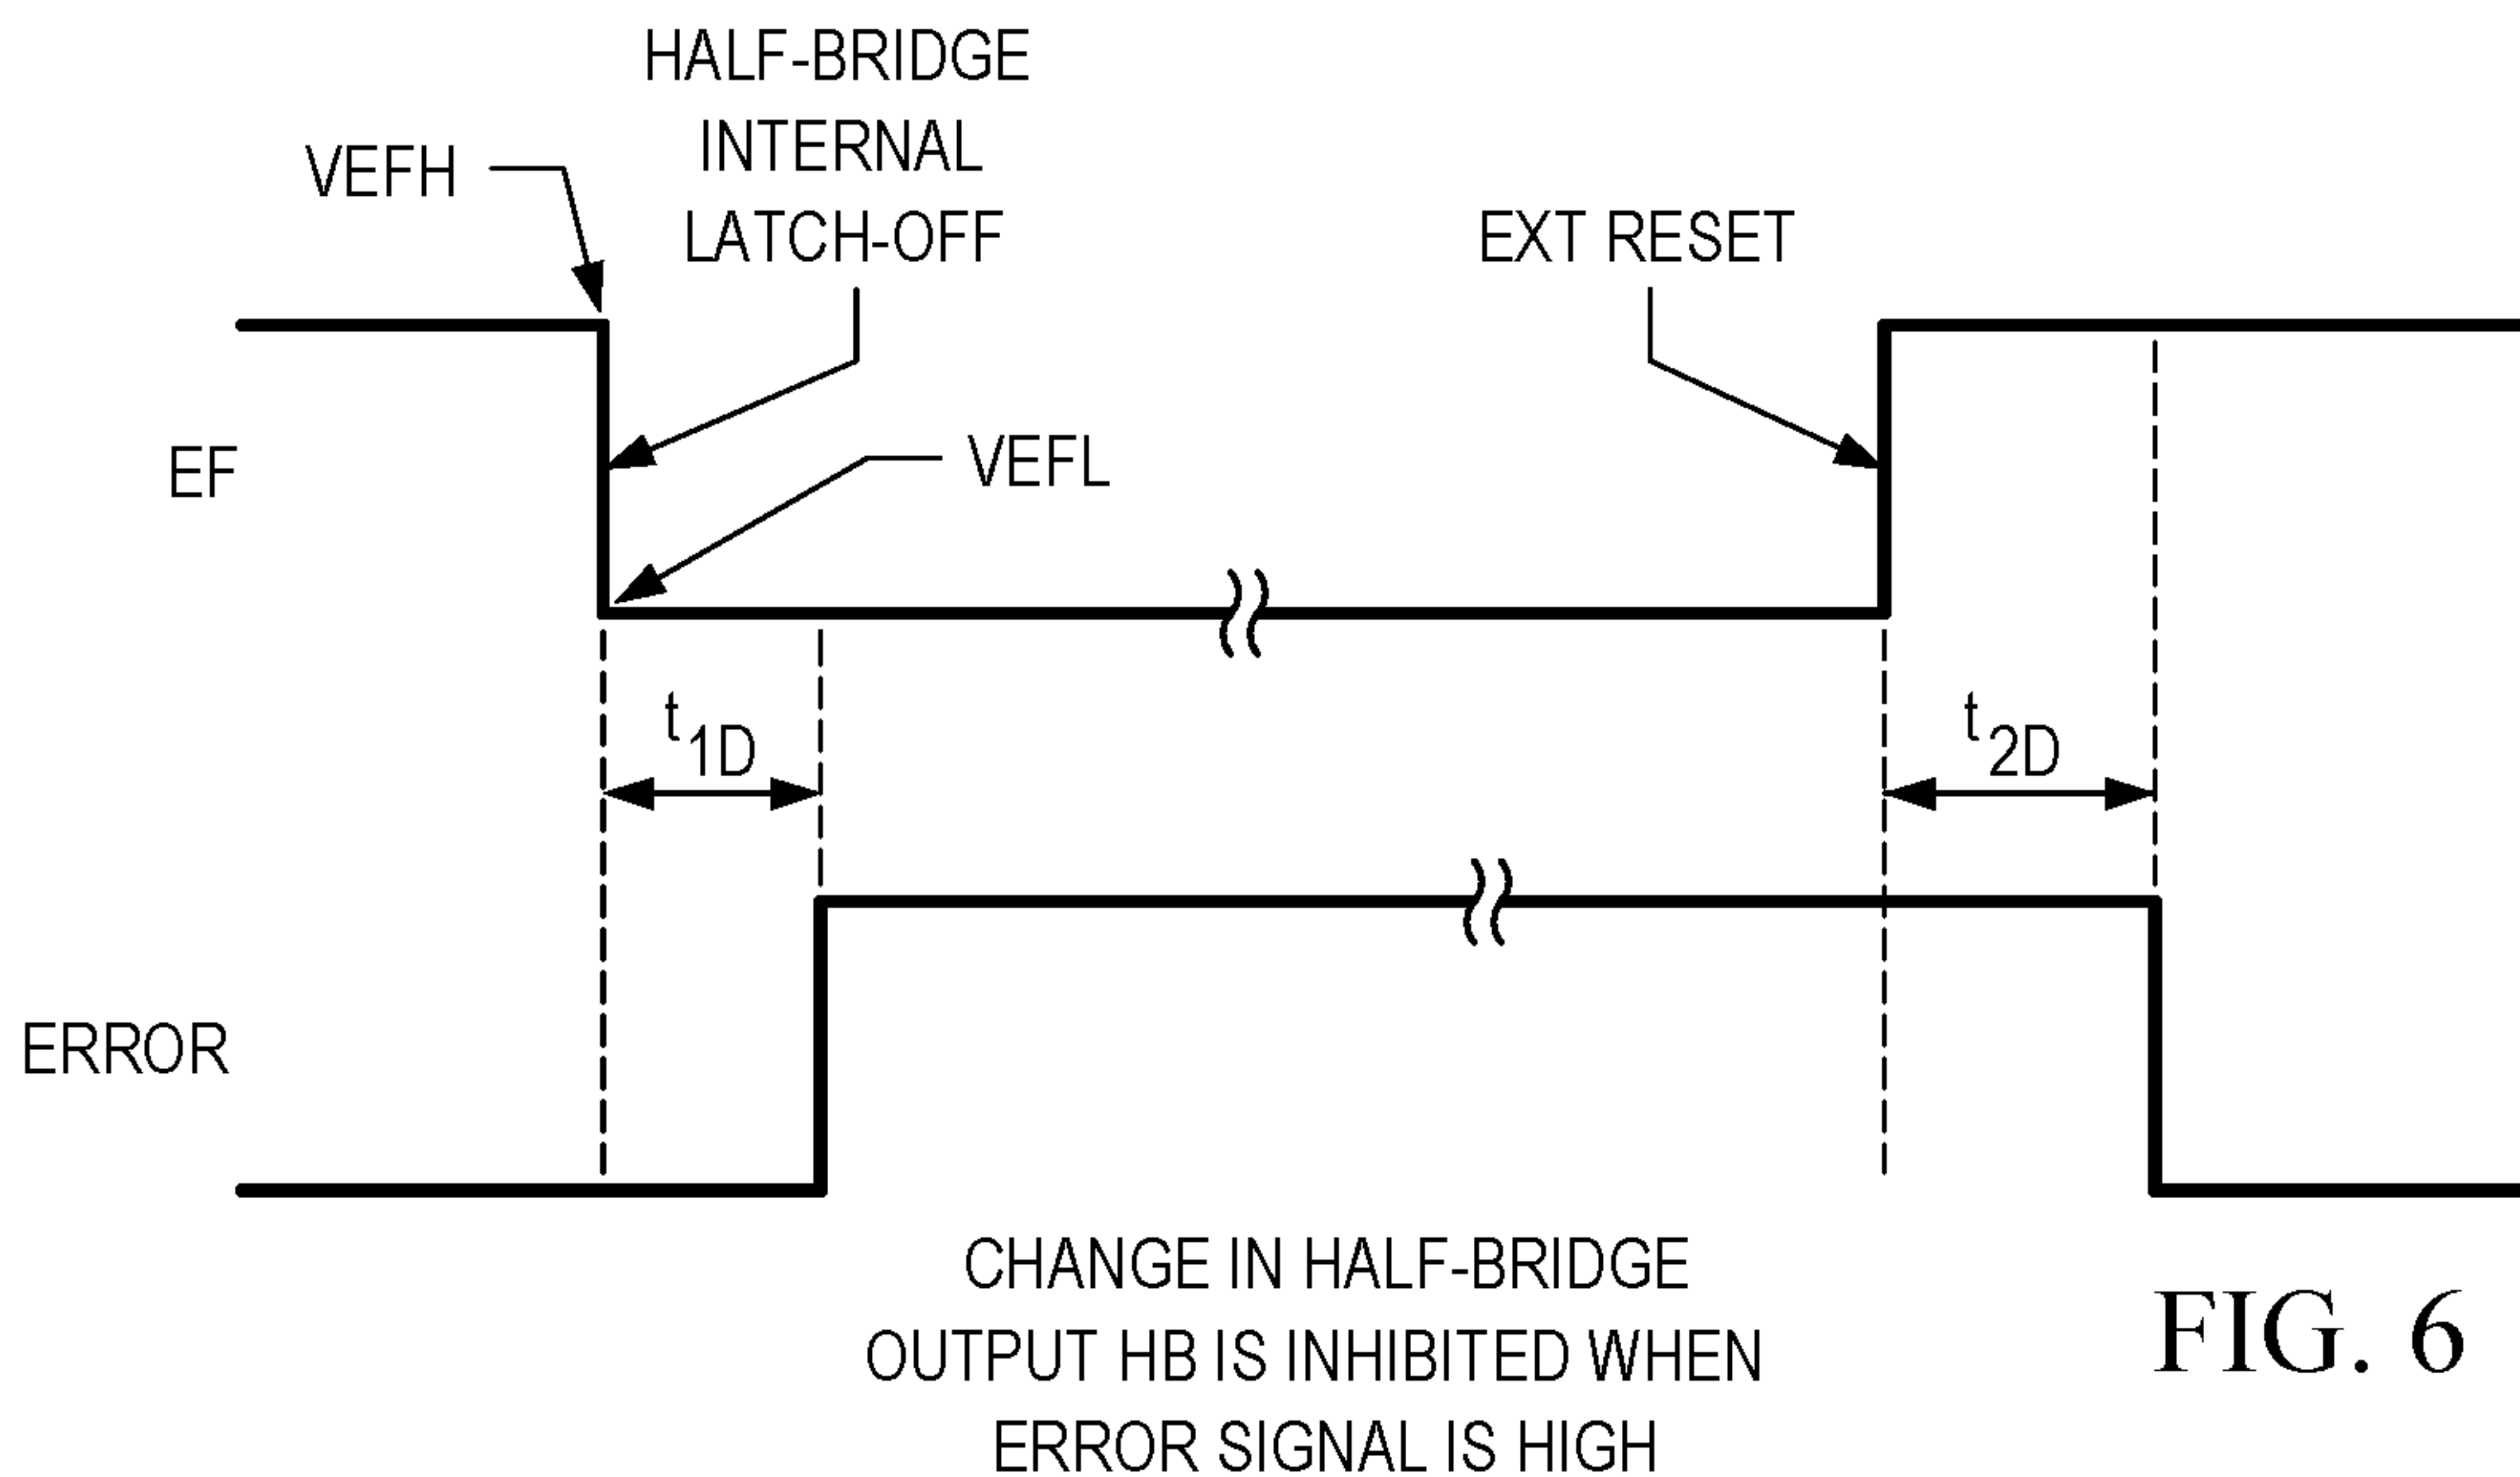 HALF-BRIDGE
INTERNAL
LATCH-OFF
VEFH
EXT RESET
EF
VEFL
t1D
t2D
ERROR
CHANGE IN HALF-BRIDGE
OUTPUT HB IS INHIBITED WHEN
ERROR SIGNAL IS HIGH
FIG. 6